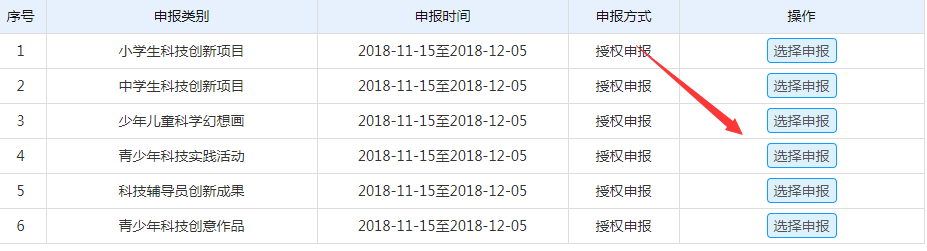 序号 申报类别 申报时间 申报方式 操作
1 小学生科技创新项目 2018-11-15至2018-12-05 授权申报 选择申报
2 中学生科技创新项目 2018-11-15至2018-12-05 授权申报 选择申报
3 少年儿童科学幻想画 2018-11-15至2018-12-05 授权申报 选择申报
4 青少年科技实践活动 2018-11-15至2018-12-05 授权申报 选择申报
5 科技辅导员创新成果 2018-11-15至2018-12-05 授权申报 选择申报
6 青少年科技创意作品 2018-11-15至2018-12-05 授权申报 选择申报